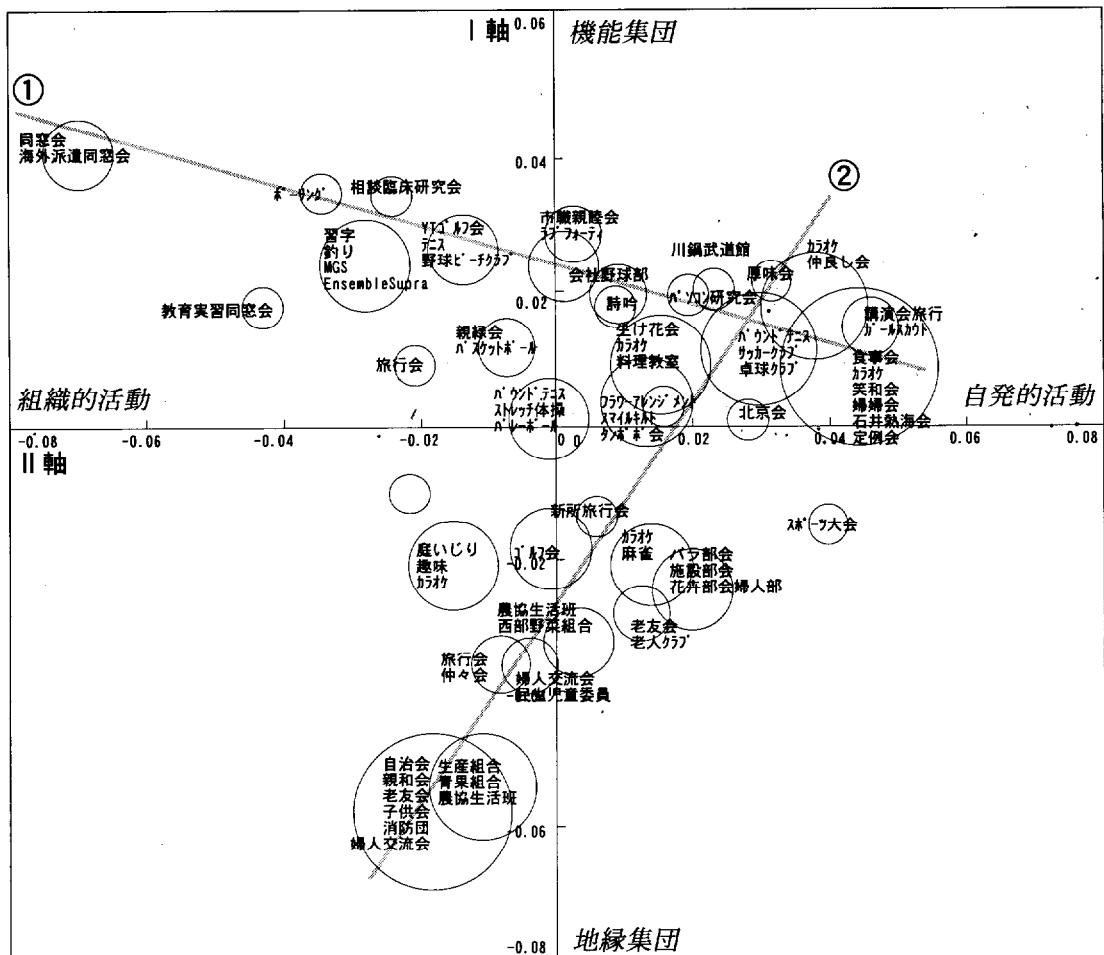 I 軸
0.06
機能集団
①
同窓会
海外派遣同窓会
0.04
②
ボーリング
相談臨床研究会
習字
釣り
MGS
EnsembleSupra
YTゴルフ会
テニス
野球ビーチクラブ
市職親睦会
ラブフォーティ
会社野球部
川鍋武道館
カラオケ
仲良し会
厚味会
パソコン研究会
詩吟
0.02
教育実習同窓会
講演会旅行
ガールスカウト
親緑会
バスケットボール
旅行会
生け花会
カラオケ
料理教室
バウンドテニス
サッカークラブ
卓球クラブ
食事会
カラオケ
笑和会
婦婦会
石井熱海会
定例会
組織的活動
自発的活動
バウンドテニス
ストレッチ体操
バレーボール
フラワーアレンジメント
スマイルキルト
タンポポ会
北京会
-0.08
-0.06
-0.04
-0.02
0 0
0.02
0.04
0.06
0.08
II 軸
新所旅行会
スポーツ大会
庭いじり
趣味
カラオケ
ゴルフ会
-0.02
カラオケ
麻雀
バラ部会
施設部会
花卉部会婦人部
農協生活班
西部野菜組合
老友会
老人クラブ
旅行会
仲々会
婦人交流会
民生児童委員
自治会
親和会
老友会
子供会
消防団
婦人交流会
生産組合
青果組合
農協生活班
-0.06
-0.08
地縁集団